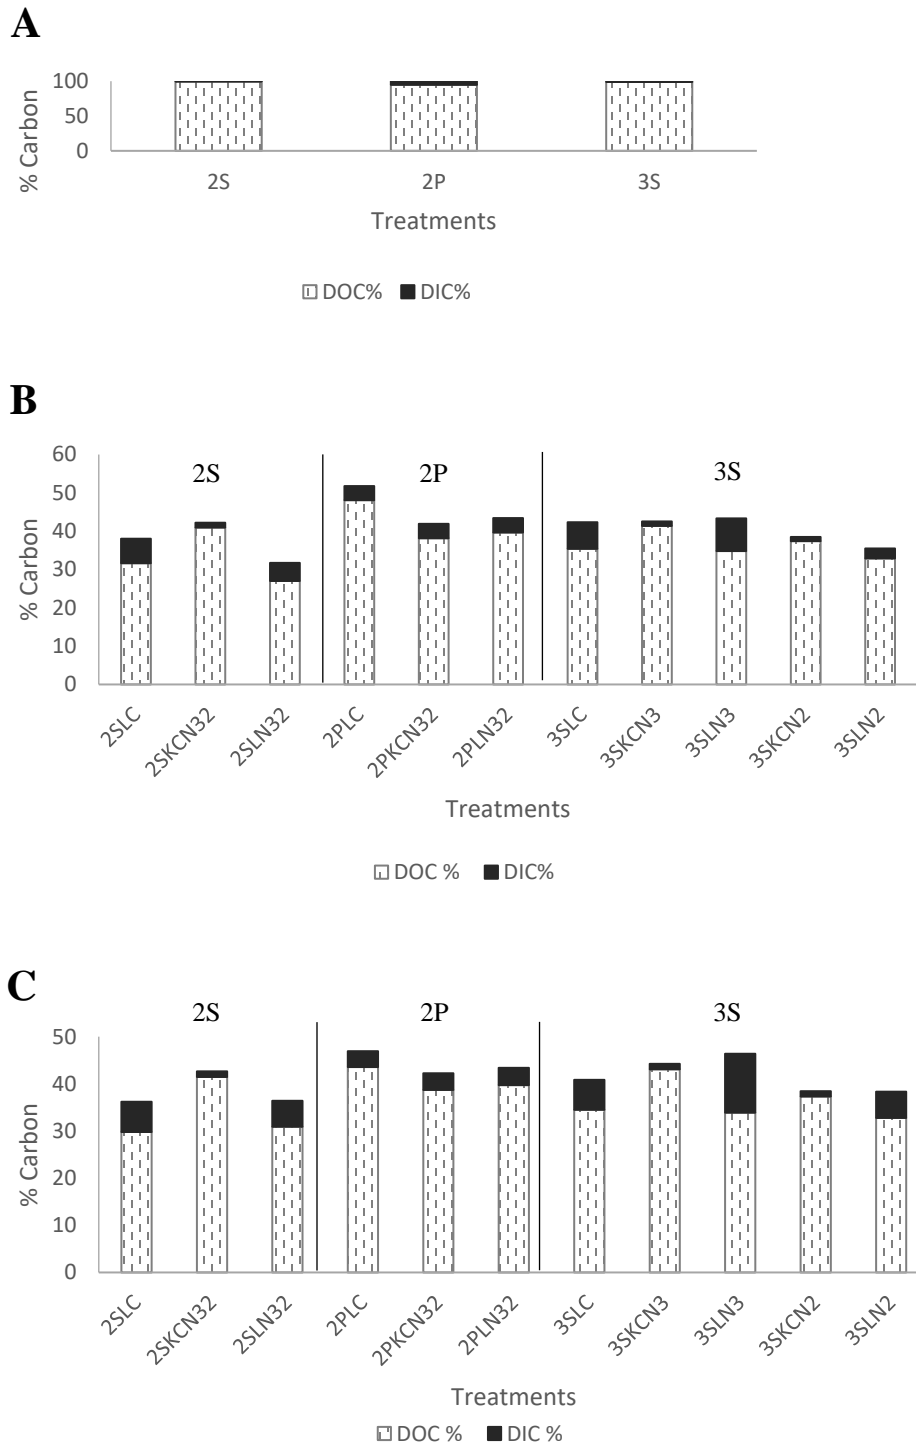 A
100
50
0
% Carbon
2S 2P 3S
Treatments
DOC% DIC%
B
60
50
40
30
20
10
0
% Carbon
2S 2P 3S
2SLC 2SKCN32 2SLN32 2PLC 2PKCN32 2PLN32 3SLC 3SKCN3 3SLN3 3SKCN2 3SLN2
Treatments
DOC % DIC%
C
50
40
30
20
10
0
% Carbon
2S 2P 3S
2SLC 2SKCN32 2SLN32 2PLC 2PKCN32 2PLN32 3SLC 3SKCN3 3SLN3 3SKCN2 3SLN2
Treatments
DOC % DIC %